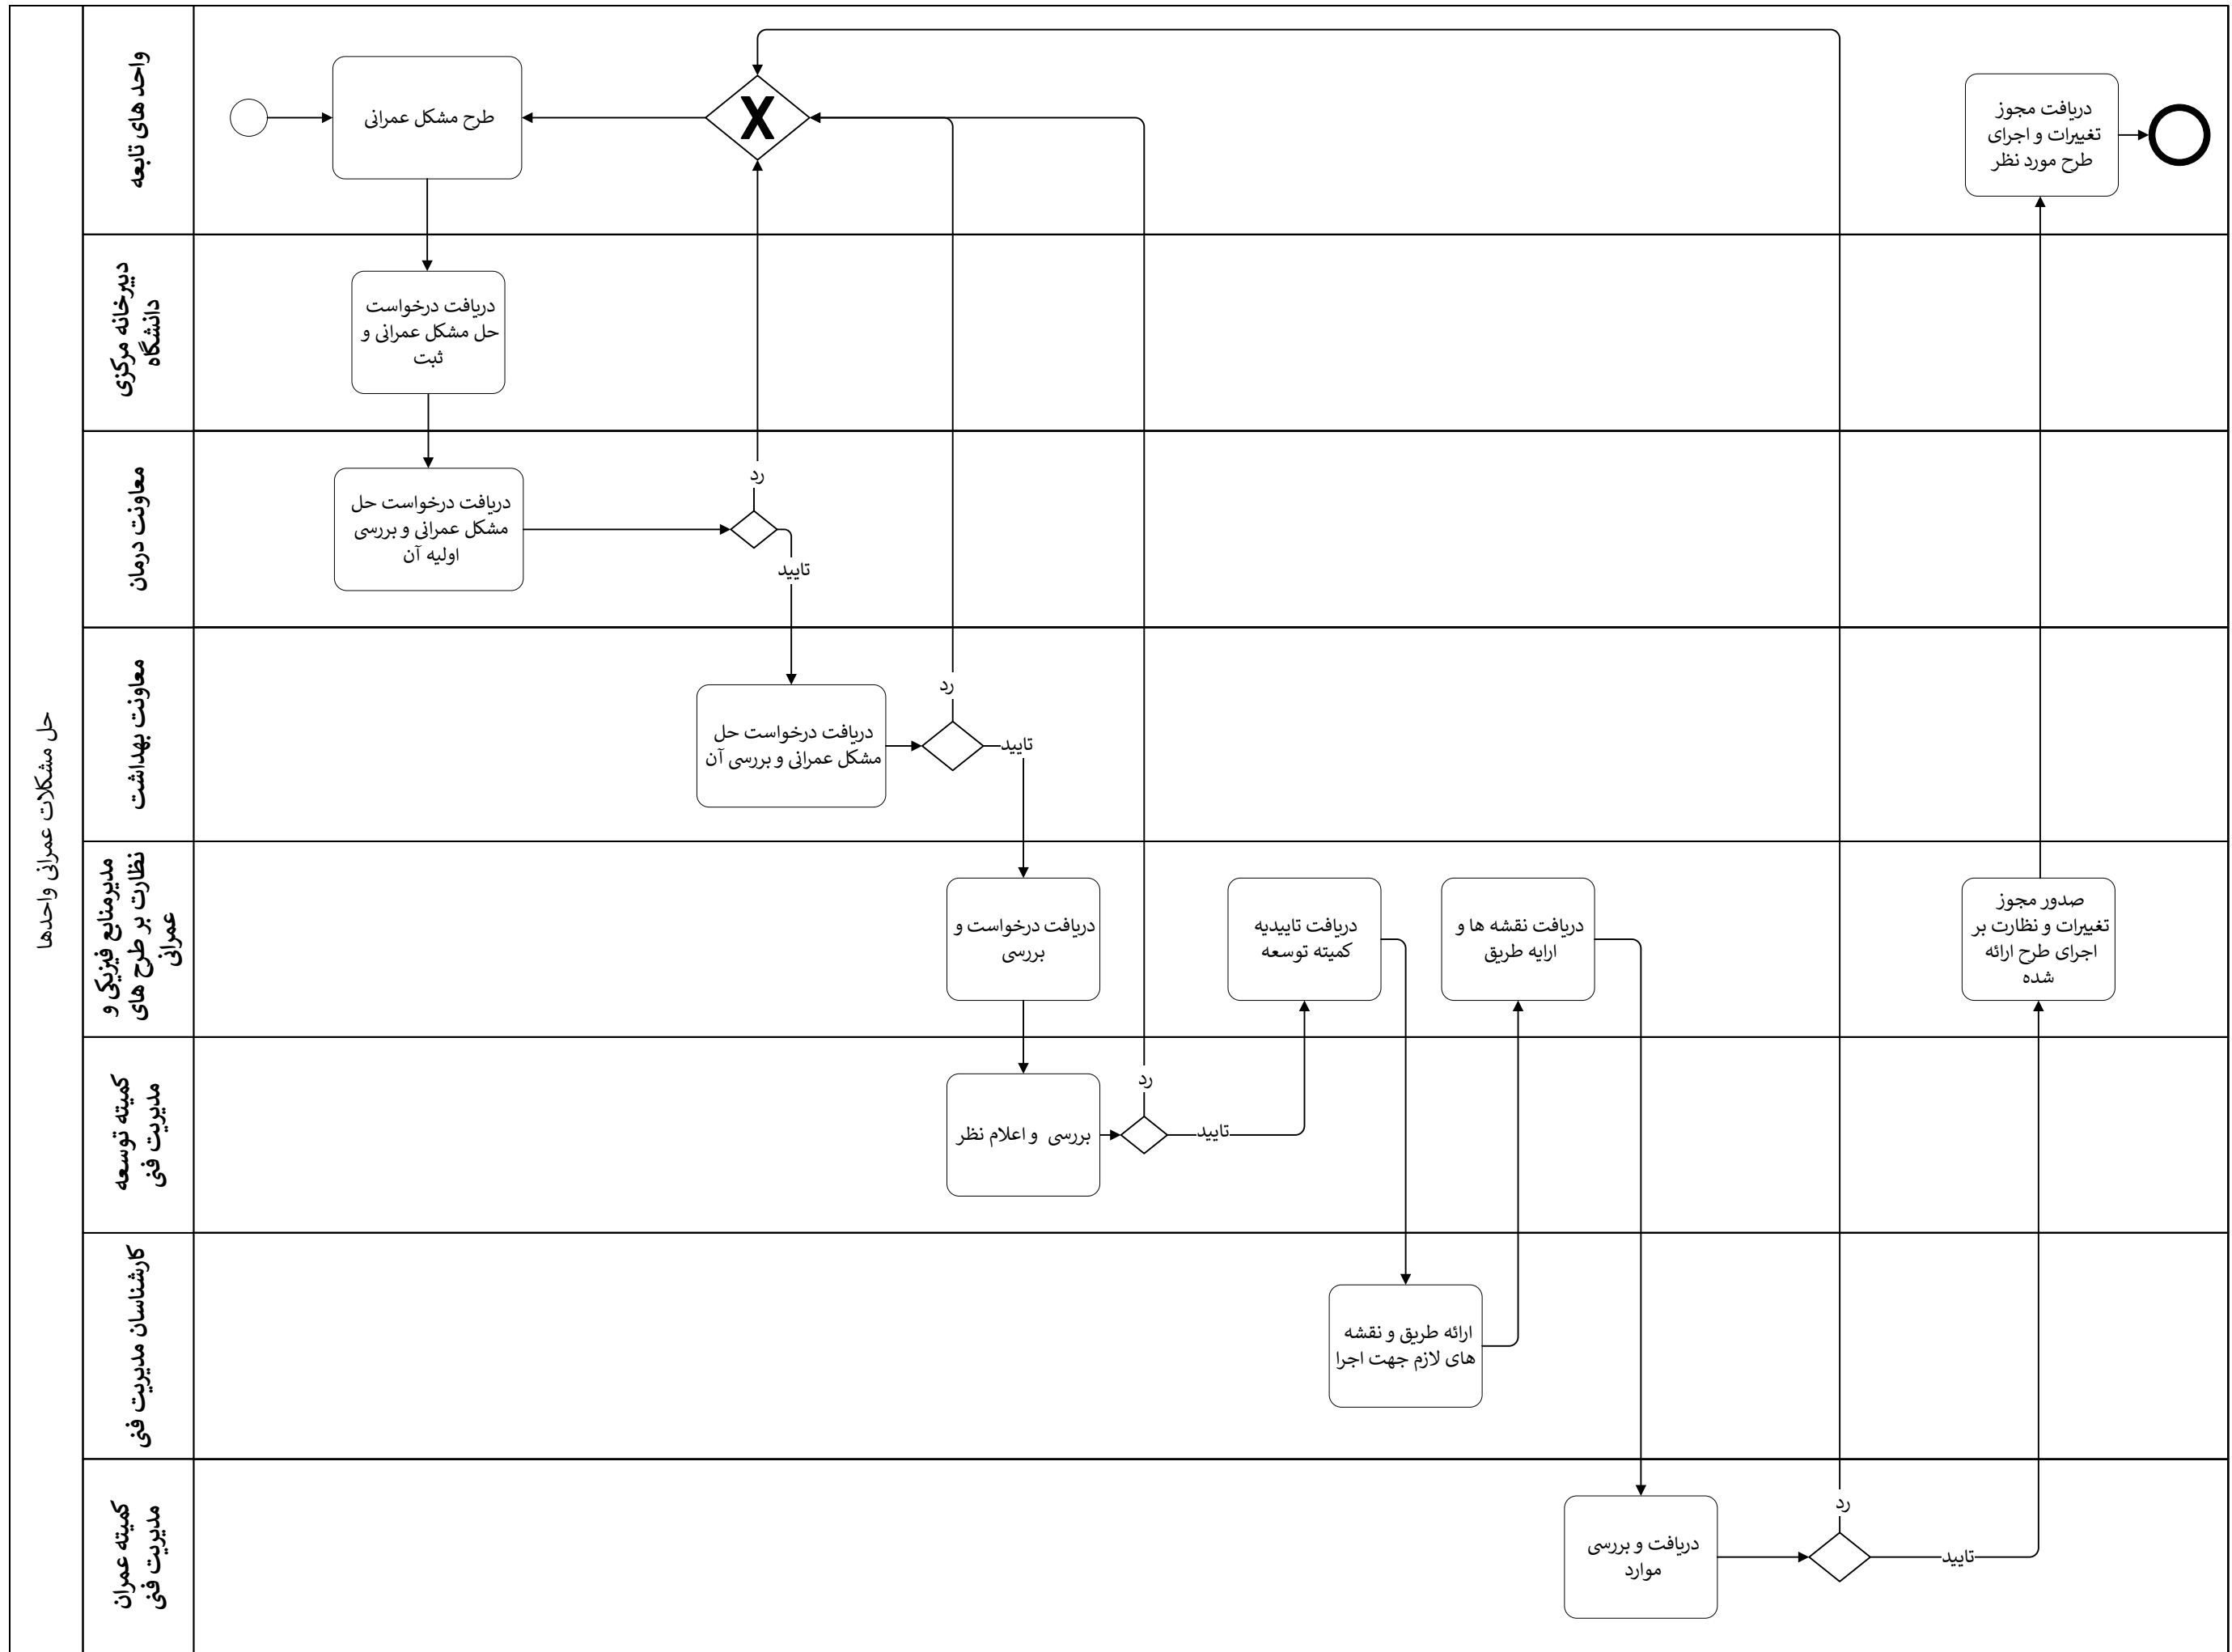 حل مشکلات عمرانی واحدها
واحد های تابعه
طرح مشکل عمرانی
X
دریافت مجوز
تغییرات و اجرای
طرح مورد نظر
دبیرخانه مرکزی
دانشگاه
دریافت درخواست
حل مشکل عمرانی و
ثبت
معاونت درمان
دریافت درخواست حل
مشکل عمرانی و بررسی
اولیه آن
رد
تایید
معاونت بهداشت
دریافت درخواست حل
مشکل عمرانی و بررسی آن
رد
تایید
مدیرمنابع فیزیکی و
نظارت بر طرح های
عمرانی
دریافت درخواست و
بررسی
دریافت تاییدیه
کمیته توسعه
دریافت نقشه ها و
ارایه طریق
صدور مجوز
تغییرات و نظارت بر
اجرای طرح ارائه
شده
کمیته توسعه
مدیریت فنی
بررسی و اعلام نظر
رد
تایید
کارشناسان مدیریت فنی
ارائه طریق و نقشه
های لازم جهت اجرا
کمیته عمران
مدیریت فنی
دریافت و بررسی
موارد
رد
تایید